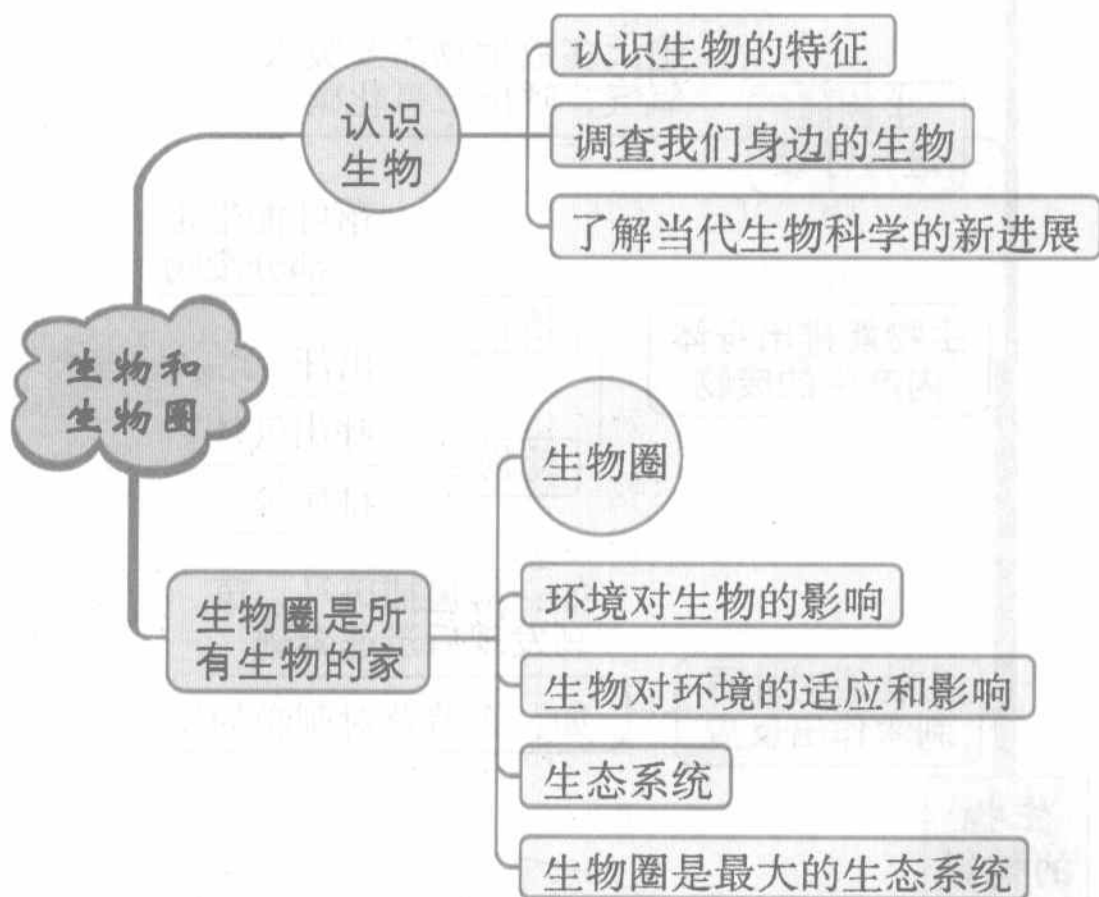 认识生物的特征
认识
生物
调查我们身边的生物
了解当代生物科学的新进展
生物和
生物圈
生物圈
环境对生物的影响
生物圈是所
有生物的家
生物对环境的适应和影响
生态系统
生物圈是最大的生态系统